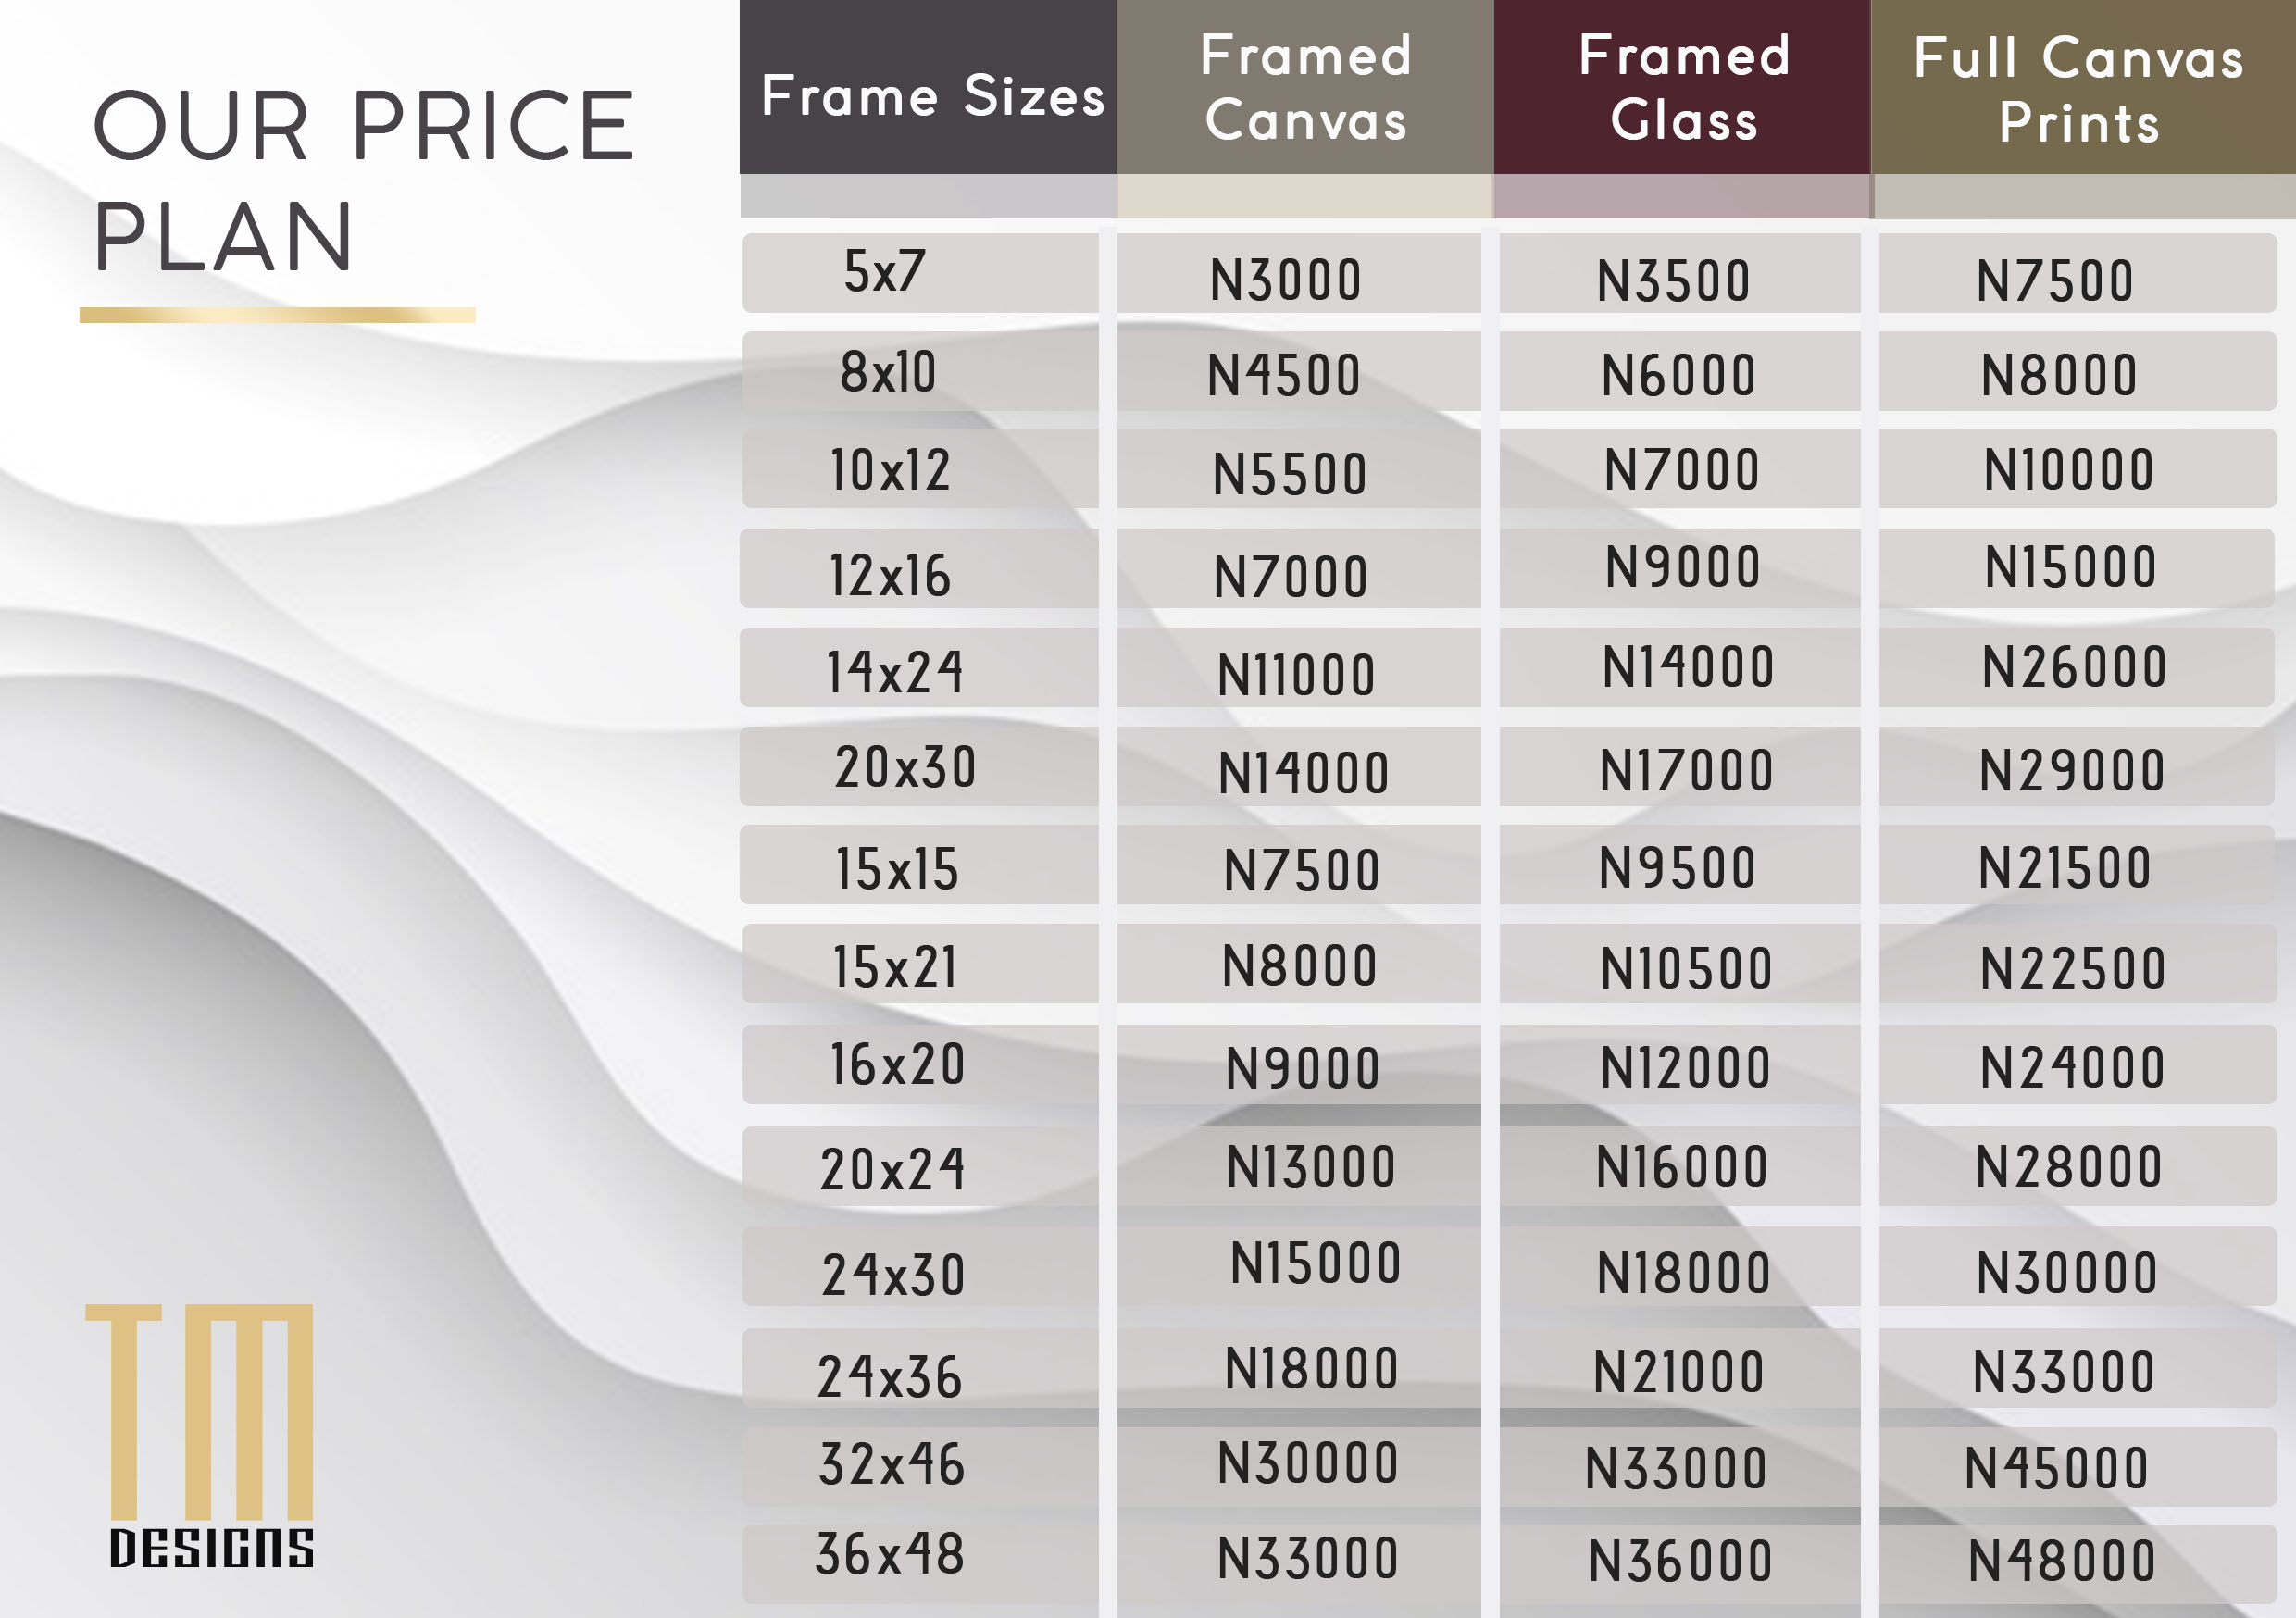 OUR PRICE
PLAN
Frame Sizes
Framed
Canvas
Framed
Glass
Full Canvas
Prints
5x7 N3000 N3500 N7500
8x10 N4500 N6000 N8000
10x12 N5500 N7000 N10000
12x16 N7000 N9000 N15000
14x24 N11000 N14000 N26000
20x30 N14000 N17000 N29000
15x15 N7500 N9500 N21500
15x21 N8000 N10500 N22500
16x20 N9000 N12000 N24000
20x24 N13000 N16000 N28000
24x30 N15000 N18000 N30000
24x36 N18000 N21000 N33000
32x46 N30000 N33000 N45000
36x48 N33000 N36000 N48000
TM
DESIGNS